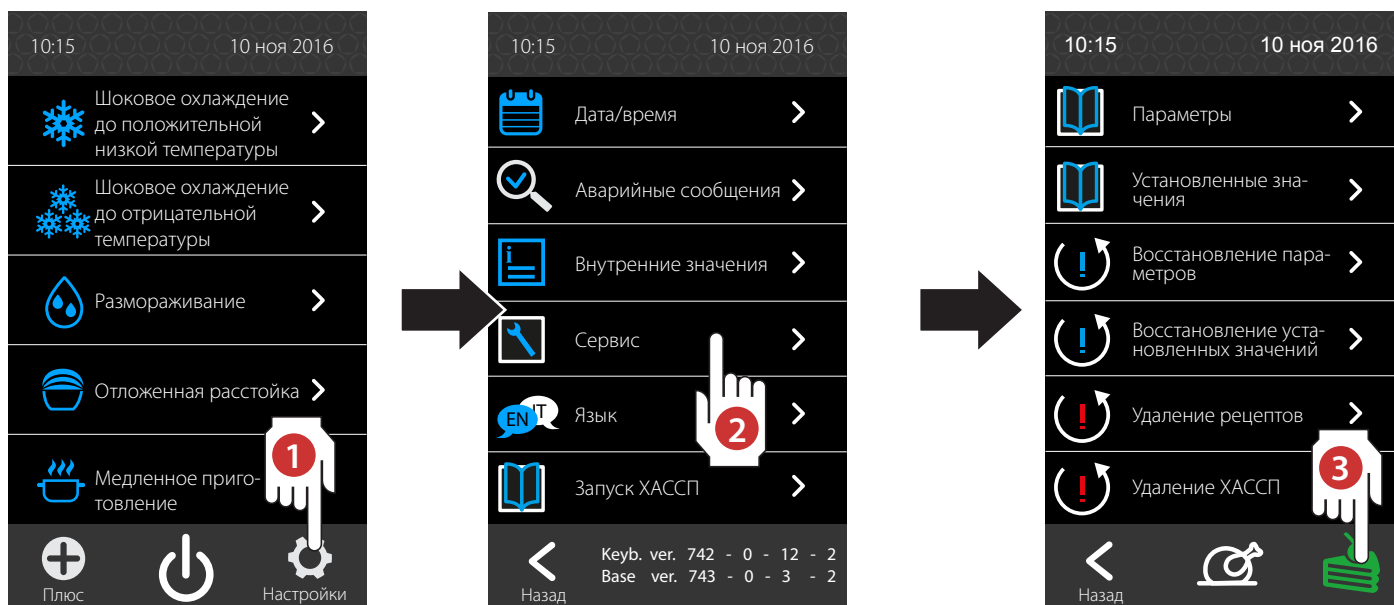 10:15 10 ноя 2016
Шоковое охлаждение
до положительной
низкой температуры
Шоковое охлаждение
до отрицательной
температуры
Размораживание
Отложенная расстойка
Медленное приго-
товление
1
Плюс
Настройки
10:15 10 ноя 2016
Дата/время
Аварийные сообщения
i
Внутренние значения
Сервис
EN IT
Язык
2
Запуск ХАССП
Keyb. ver. 742 - 0 - 12 - 2
Base ver. 743 - 0 - 3 - 2
Назад
10:15 10 ноя 2016
Параметры
Установленные зна-
чения
! Восстановление пара-
метров
! Восстановление уста-
новленных значений
! Удаление рецептов
! Удаление ХАССП
3
Назад